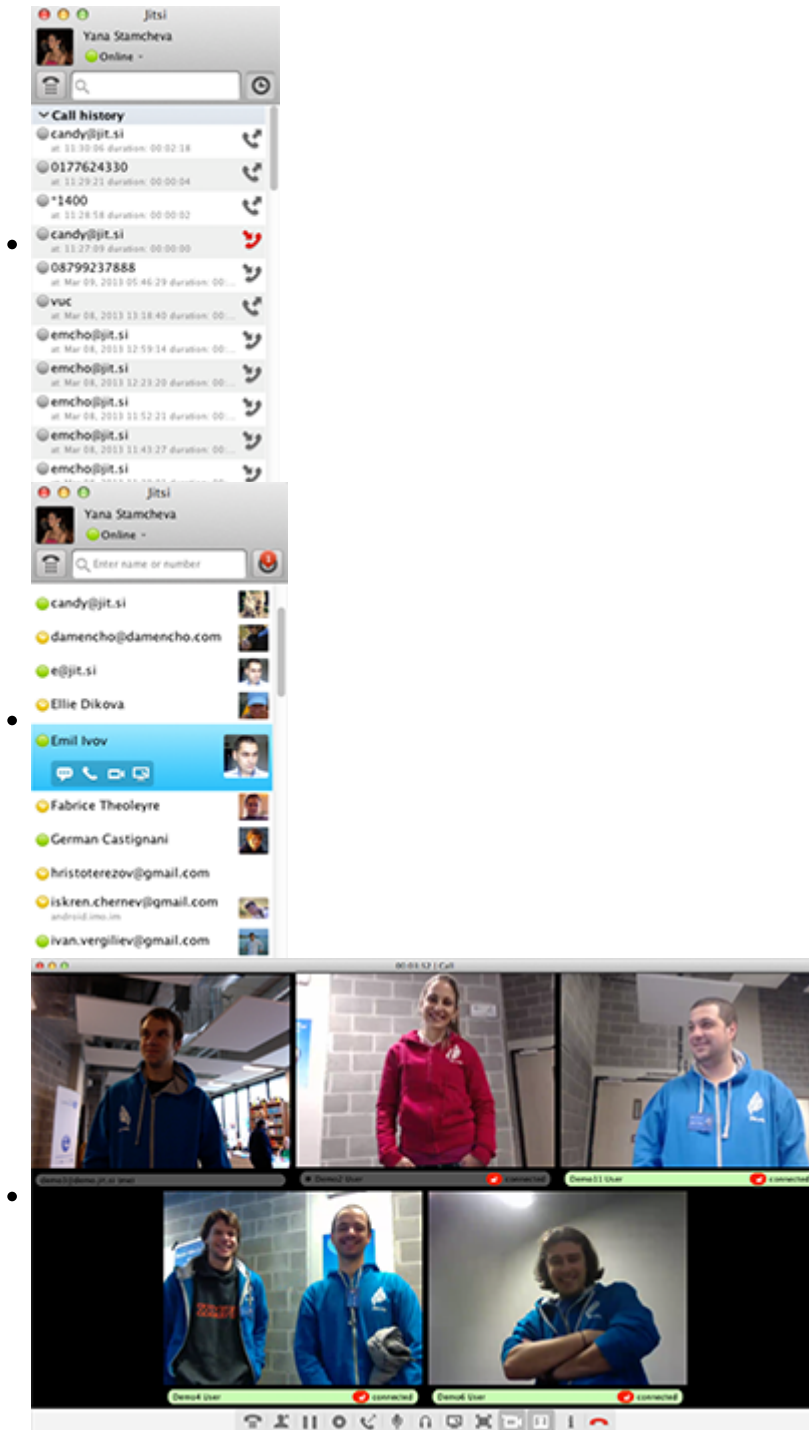 Jitsi
Yana Stamcheva
Online
Call history
candy@jit.si
at: 11:30:06 duration: 00:02:18
0177624330
at: 11:29:21 duration: 00:00:04
*1400
at: 11:28:58 duration: 00:00:02
candy@jit.si
at: 11:27:09 duration: 00:00:00
08799237888
at: Mar 09, 2013 05:46:29 duration: 00:...
vuc
at: Mar 08, 2013 13:18:40 duration: 00:...
emcho@jit.si
at: Mar 08, 2013 12:59:14 duration: 00:...
emcho@jit.si
at: Mar 08, 2013 12:23:20 duration: 00:...
emcho@jit.si
at: Mar 08, 2013 11:52:21 duration: 00:...
emcho@jit.si
at: Mar 08, 2013 11:43:27 duration: 00:...
emcho@jit.si
Jitsi
Yana Stamcheva
Online
Enter name or number
1
candy@jit.si
damencho@damencho.com
e@jit.si
Ellie Dikova
Emil Ivov
Fabrice Theoleyre
German Castignani
hristoterezov@gmail.com
iskren.chernev@gmail.com
android.imo.im
ivan.vergiliev@gmail.com
00:03:52 | Call
Demo2 User connected
Demo11 User connected
Demo4 User connected
Demo6 User connected